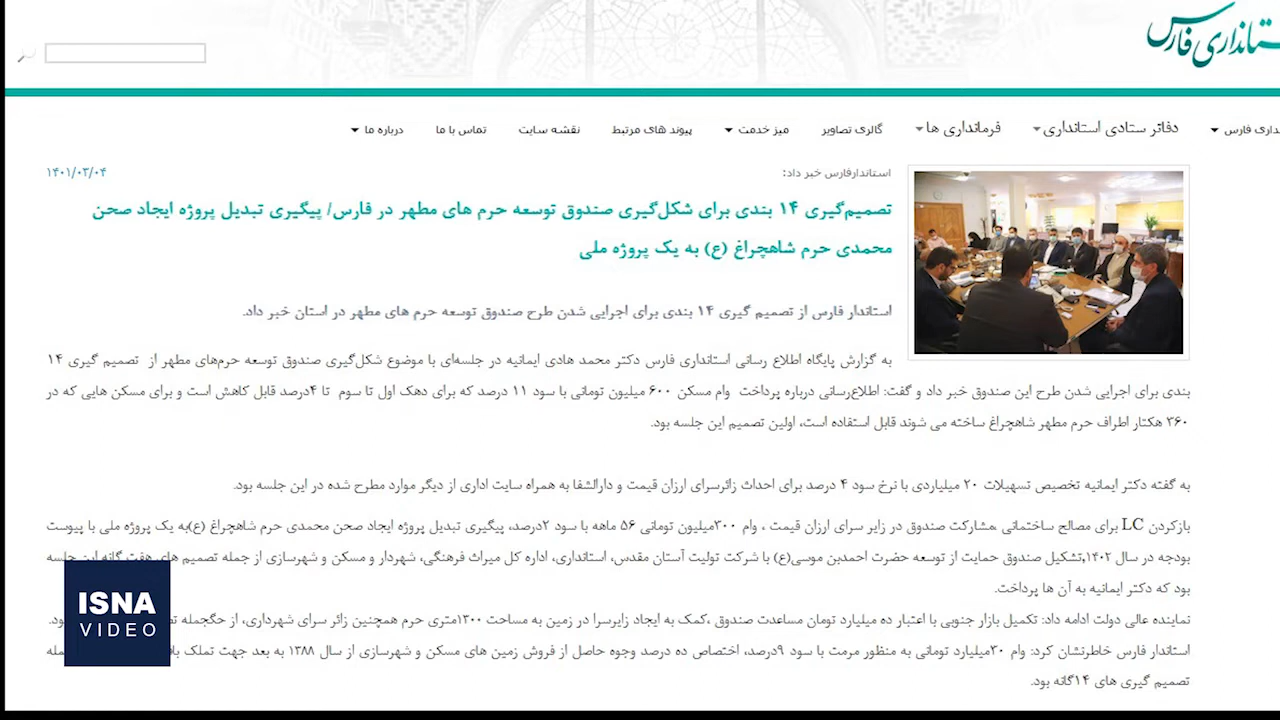 استانداری فارس
دفاتر ستادی استانداری
فرمانداری ها
گالری تصاویر
میز خدمت
پیوند های مرتبط
نقشه سایت
تماس با ما
درباره ما
استاندارفارس خبر داد:
۱۴۰۱/۰۳/۰۴
تصمیم‌گیری ۱۴ بندی برای شکل‌گیری صندوق توسعه حرم های مطهر در فارس/ پیگیری تبدیل پروژه ایجاد صحن
محمدی حرم شاهچراغ (ع) به یک پروژه ملی
استاندار فارس از تصمیم گیری ۱۴ بندی برای اجرایی شدن طرح صندوق توسعه حرم های مطهر در استان خبر داد.
به گزارش پایگاه اطلاع رسانی استانداری فارس دکتر محمد هادی ایمانیه در جلسه‌ای با موضوع شکل‌گیری صندوق توسعه حرم‌های مطهر از تصمیم گیری ۱۴
بندی برای اجرایی شدن طرح این صندوق خبر داد و گفت: اطلاع‌رسانی درباره پرداخت وام مسکن ۶۰۰ میلیون تومانی با سود ۱۱ درصد که برای دهک اول تا سوم تا ۴درصد قابل کاهش است و برای مسکن هایی که در
۳۶۰ هکتار اطراف حرم مطهر شاهچراغ ساخته می شوند قابل استفاده است، اولین تصمیم این جلسه بود.
به گفته دکتر ایمانیه تخصیص تسهیلات ۲۰ میلیاردی با نرخ سود ۴ درصد برای احداث زائرسرای ارزان قیمت و دارالشفا به همراه سایت اداری از دیگر موارد مطرح شده در این جلسه بود.
بازکردن LC برای مصالح ساختمانی ،مشارکت صندوق در زایر سرای ارزان قیمت ، وام ۳۰۰میلیون تومانی ۵۶ ماهه با سود ۲درصد، پیگیری تبدیل پروژه ایجاد صحن محمدی حرم شاهچراغ (ع)به یک پروژه ملی با پیوست
بودجه در سال ۱۴۰۲,تشکیل صندوق حمایت از توسعه حضرت احمدبن موسی(ع) با شرکت تولیت آستان مقدس، استانداری، اداره کل میراث فرهنگی، شهردار و مسکن و شهرسازی از جمله تصمیم های هفت گانه این جلسه
بود که دکتر ایمانیه به آن ها پرداخت.
نماینده عالی دولت ادامه داد: تکمیل بازار جنوبی با اعتبار ده میلیارد تومان مساعدت صندوق ،کمک به ایجاد زایرسرا در زمین به مساحت ۱۳۰۰متری حرم همچنین زائر سرای شهرداری، از دیگر بود.
استاندار فارس خاطرنشان کرد: وام ۳۰میلیارد تومانی به منظور مرمت با سود ۹درصد، اختصاص ده درصد وجوه حاصل از فروش زمین های مسکن و شهرسازی از سال ۱۳۸۸ به بعد جهت تملک
تصمیم گیری های ۱۴گانه بود.
ISNA
VIDEO